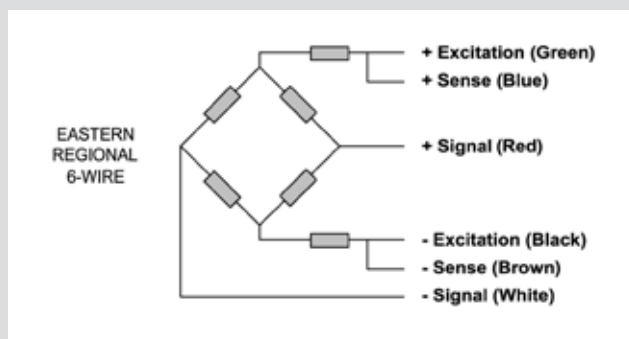 EASTERN
REGIONAL
6-WIRE
+ Excitation (Green)
+ Sense (Blue)
+ Signal (Red)
- Excitation (Black)
- Sense (Brown)
- Signal (White)